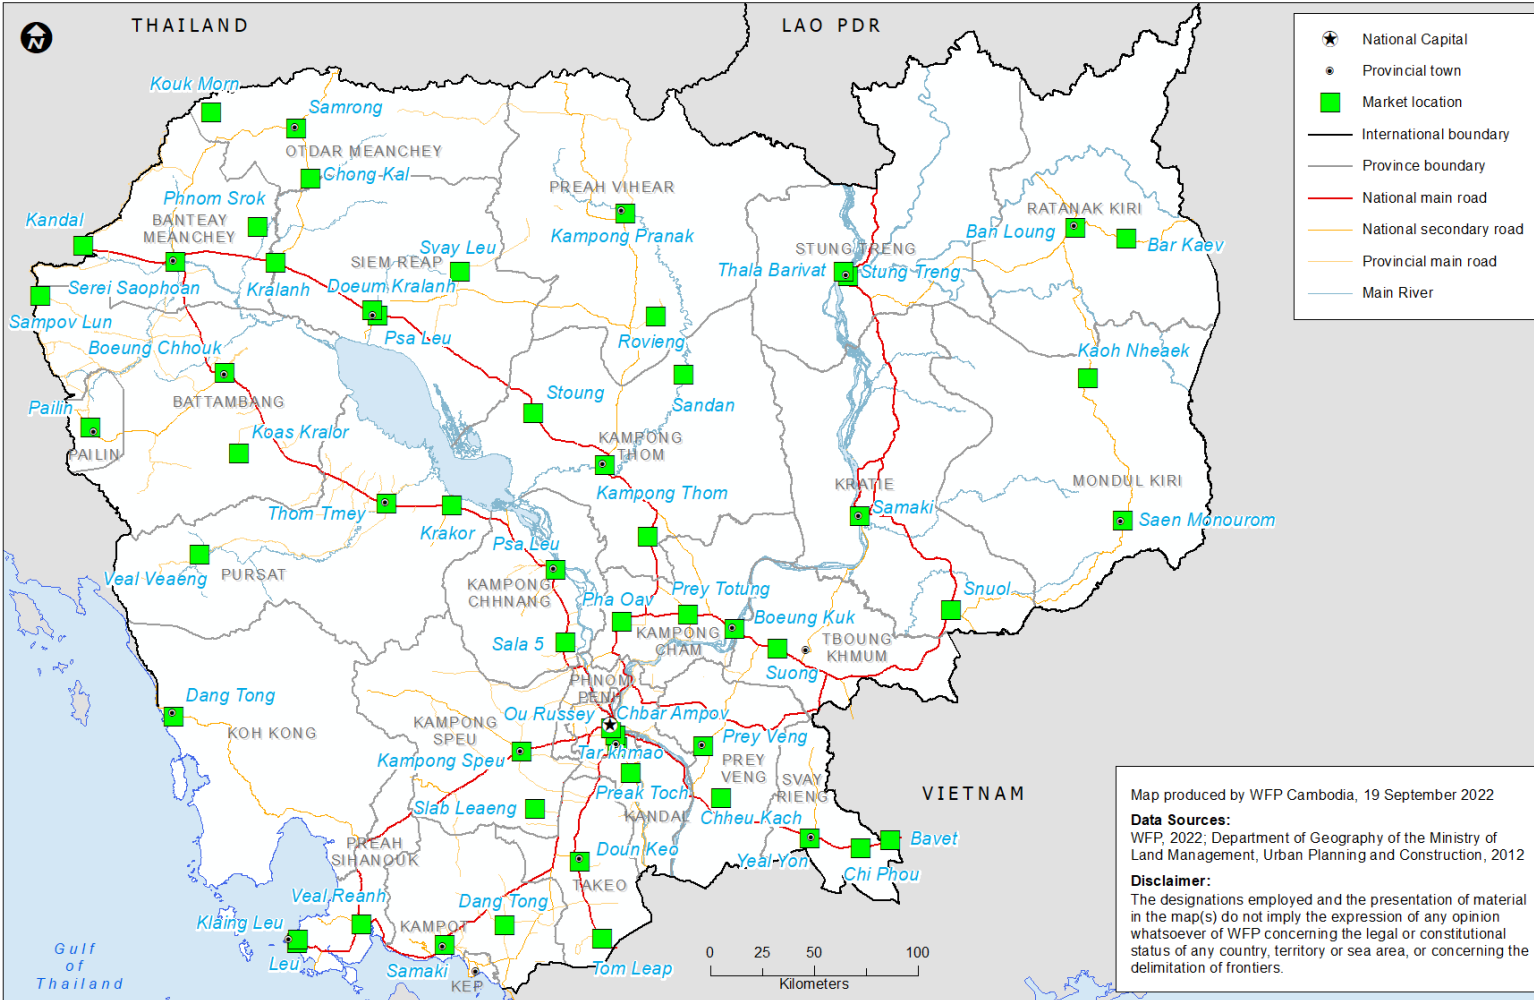 THAILAND
LAO PDR
N
National Capital
Provincial town
Market location
International boundary
Province boundary
National main road
National secondary road
Provincial main road
Main River
Kouk Morn
Samrong
OTDAR MEANCHEY
Chong Kal
PREAH VIHEAR
Phnom Srok
RATANAK KIRI
Kandal
BANTEAY
MEANCHEY
Kampong Pranak
Ban Loung
Bar Kaev
Svay Leu
STUNG TRENG
SIEM REAP
Thala Barivat
Stung Treng
Serei Saophoan
Kralanh
Doeum Kralanh
Sampov Lun
Psa Leu
Rovieng
Boeung Chhouk
Kaoh Nheaek
Stoung
Pailin
BATTAMBANG
Sandan
Koas Kralor
KAMPONG
THOM
PAILIN
KRATIE
MONDUL KIRI
Kampong Thom
Thom Tmey
Samaki
Saen Monourom
Krakor
Psa Leu
Veal Veaeng
PURSAT
KAMPONG
CHHNANG
Pha Oav
Prey Totung
Snuol
Boeung Kuk
Sala 5
KAMPONG
CHAM
TBOUNG
KHMUM
Suong
PHNOM
PENH
Dang Tong
Ou Russey
Chbar Ampov
KOH KONG
KAMPONG
SPEU
Prey Veng
Kampong Speu
Tar khmao
PREY
VENG
SVAY
RIENG
VIETNAM
Preak Toch
Slab Leaeng
KANDAL
Chheu Kach
Bavet
PREAH
SIHANOUK
Doun Keo
Yeal Yon
Chi Phou
TAKEO
Veal Reanh
Dang Tong
Klaing Leu
KAMPOT
Leu
Samaki
Tom Leap
KEP
Gulf
of
Thailand
0 25 50 100
Kilometers
Map produced by WFP Cambodia, 19 September 2022
Data Sources:
WFP, 2022; Department of Geography of the Ministry of
Land Management, Urban Planning and Construction, 2012
Disclaimer:
The designations employed and the presentation of material
in the map(s) do not imply the expression of any opinion
whatsoever of WFP concerning the legal or constitutional
status of any country, territory or sea area, or concerning the
delimitation of frontiers.